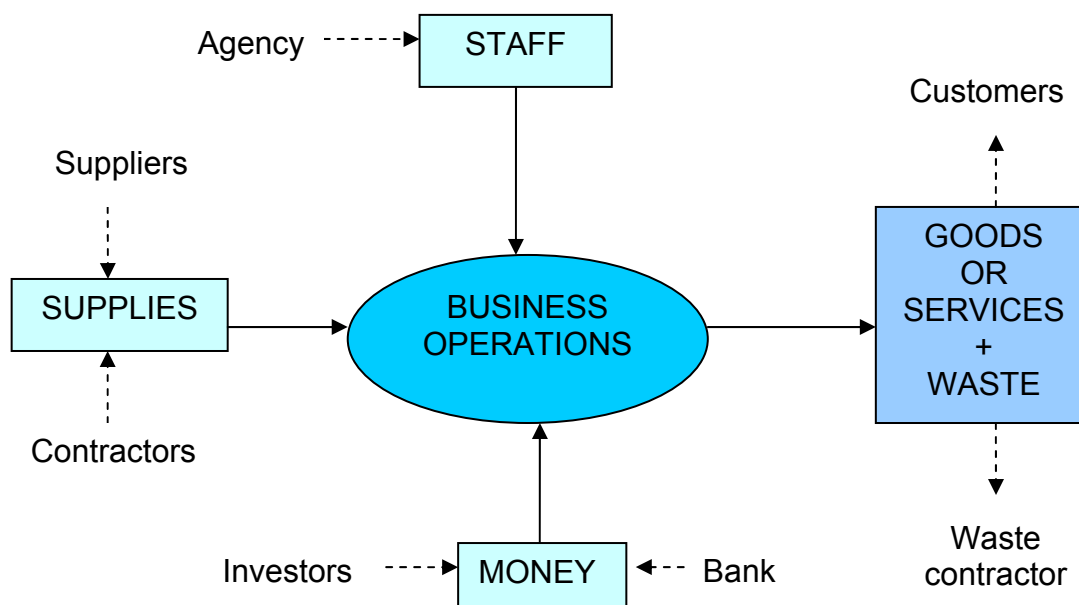 Agency
STAFF
Customers
Suppliers
SUPPLIES
Contractors
BUSINESS
OPERATIONS
GOODS
OR
SERVICES
+
WASTE
Investors
MONEY
Bank
Waste
contractor